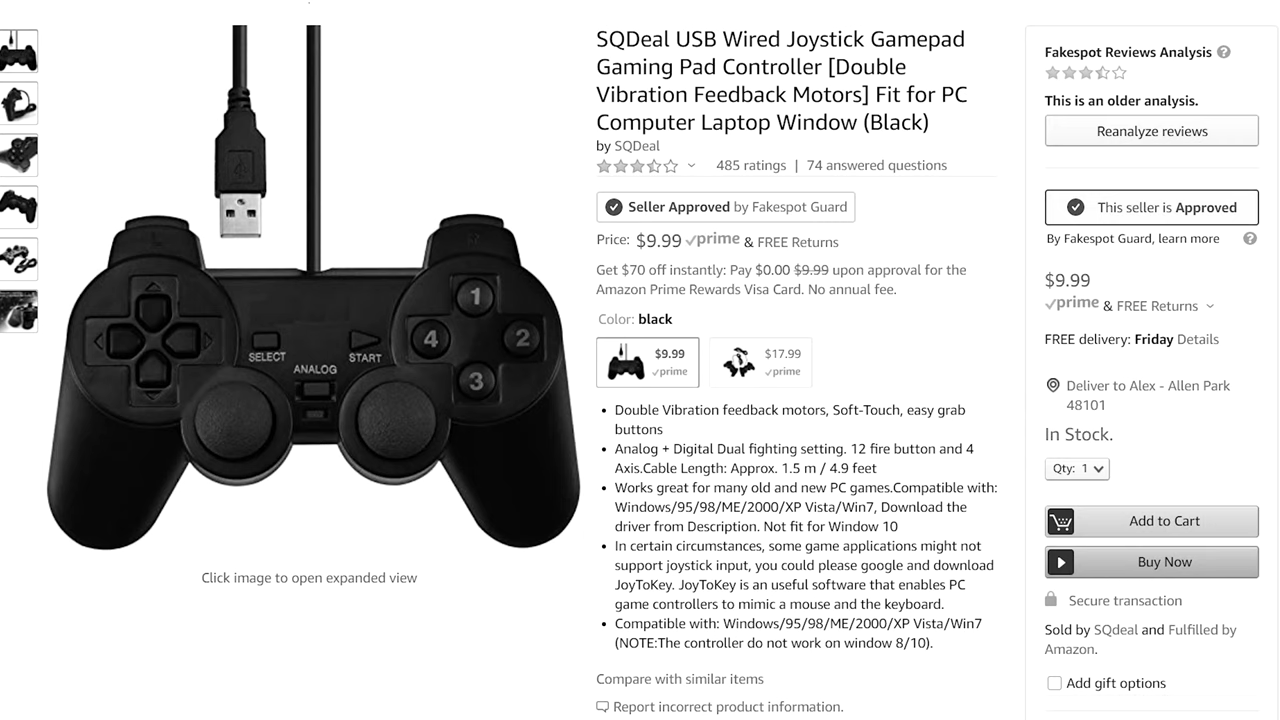 SELECT
START
ANALOG
1
2
3
4
L
R
Click image to open expanded view
SQDeal USB Wired Joystick Gamepad
Gaming Pad Controller [Double
Vibration Feedback Motors] Fit for PC
Computer Laptop Window (Black)
by SQDeal
485 ratings | 74 answered questions
Seller Approved by Fakespot Guard
Price: $9.99 prime & FREE Returns
Get $70 off instantly: Pay $0.00 $9.99 upon approval for the
Amazon Prime Rewards Visa Card. No annual fee.
Color: black
$9.99
prime
$17.99
prime
• Double Vibration feedback motors, Soft-Touch, easy grab
buttons
• Analog + Digital Dual fighting setting. 12 fire button and 4
Axis.Cable Length: Approx. 1.5 m / 4.9 feet
• Works great for many old and new PC games.Compatible with:
Windows/95/98/ME/2000/XP Vista/Win7, Download the
driver from Description. Not fit for Window 10
• In certain circumstances, some game applications might not
support joystick input, you could please google and download
JoyToKey. JoyToKey is an useful software that enables PC
game controllers to mimic a mouse and the keyboard.
• Compatible with: Windows/95/98/ME/2000/XP Vista/Win7
(NOTE:The controller do not work on window 8/10).
Compare with similar items
Report incorrect product information.
Fakespot Reviews Analysis ?
This is an older analysis.
Reanalyze reviews
This seller is Approved
By Fakespot Guard, learn more ?
$9.99
prime & FREE Returns
FREE delivery: Friday Details
Deliver to Alex - Allen Park
48101
In Stock.
Qty: 1
Add to Cart
Buy Now
Secure transaction
Sold by SQdeal and Fulfilled by
Amazon.
Add gift options